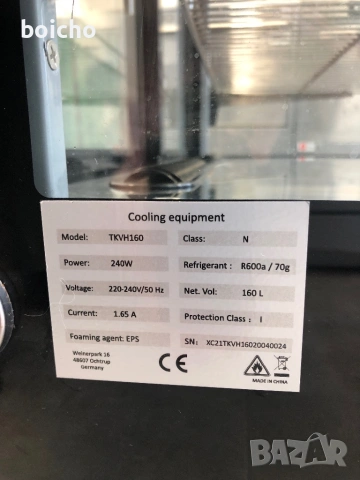 boicho
Cooling equipment
Model: TKVH160 Class: N
Power: 240W Refrigerant : R600a / 70g
Voltage: 220-240V/50 Hz Net. Vol: 160 L
Current: 1.65 A Protection Class : I
Foaming agent: EPS SN: XC21TKVH16020040024
Weinerpark 16
48607 Ochtrup
Germany
CE
MADE IN CHINA
BAZAR